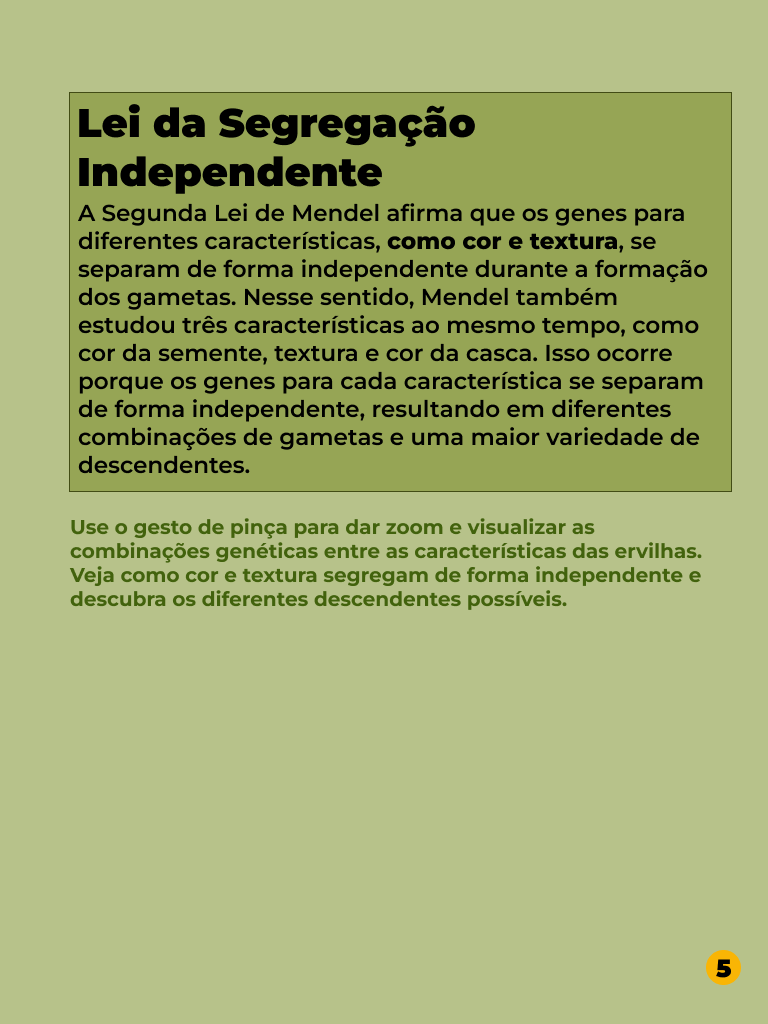 Lei da Segregação
Independente
A Segunda Lei de Mendel afirma que os genes para
diferentes características, como cor e textura, se
separam de forma independente durante a formação
dos gametas. Nesse sentido, Mendel também
estudou três características ao mesmo tempo, como
cor da semente, textura e cor da casca. Isso ocorre
porque os genes para cada característica se separam
de forma independente, resultando em diferentes
combinações de gametas e uma maior variedade de
descendentes.
Use o gesto de pinça para dar zoom e visualizar as
combinações genéticas entre as características das ervilhas.
Veja como cor e textura segregam de forma independente e
descubra os diferentes descendentes possíveis.
5